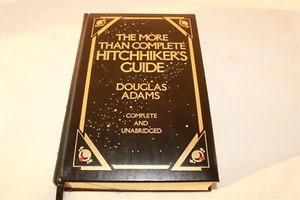 THE MORE
THAN COMPLETE
HITCHHIKER'S
GUIDE
DOUGLAS
ADAMS
COMPLETE
AND
UNABRIDGED